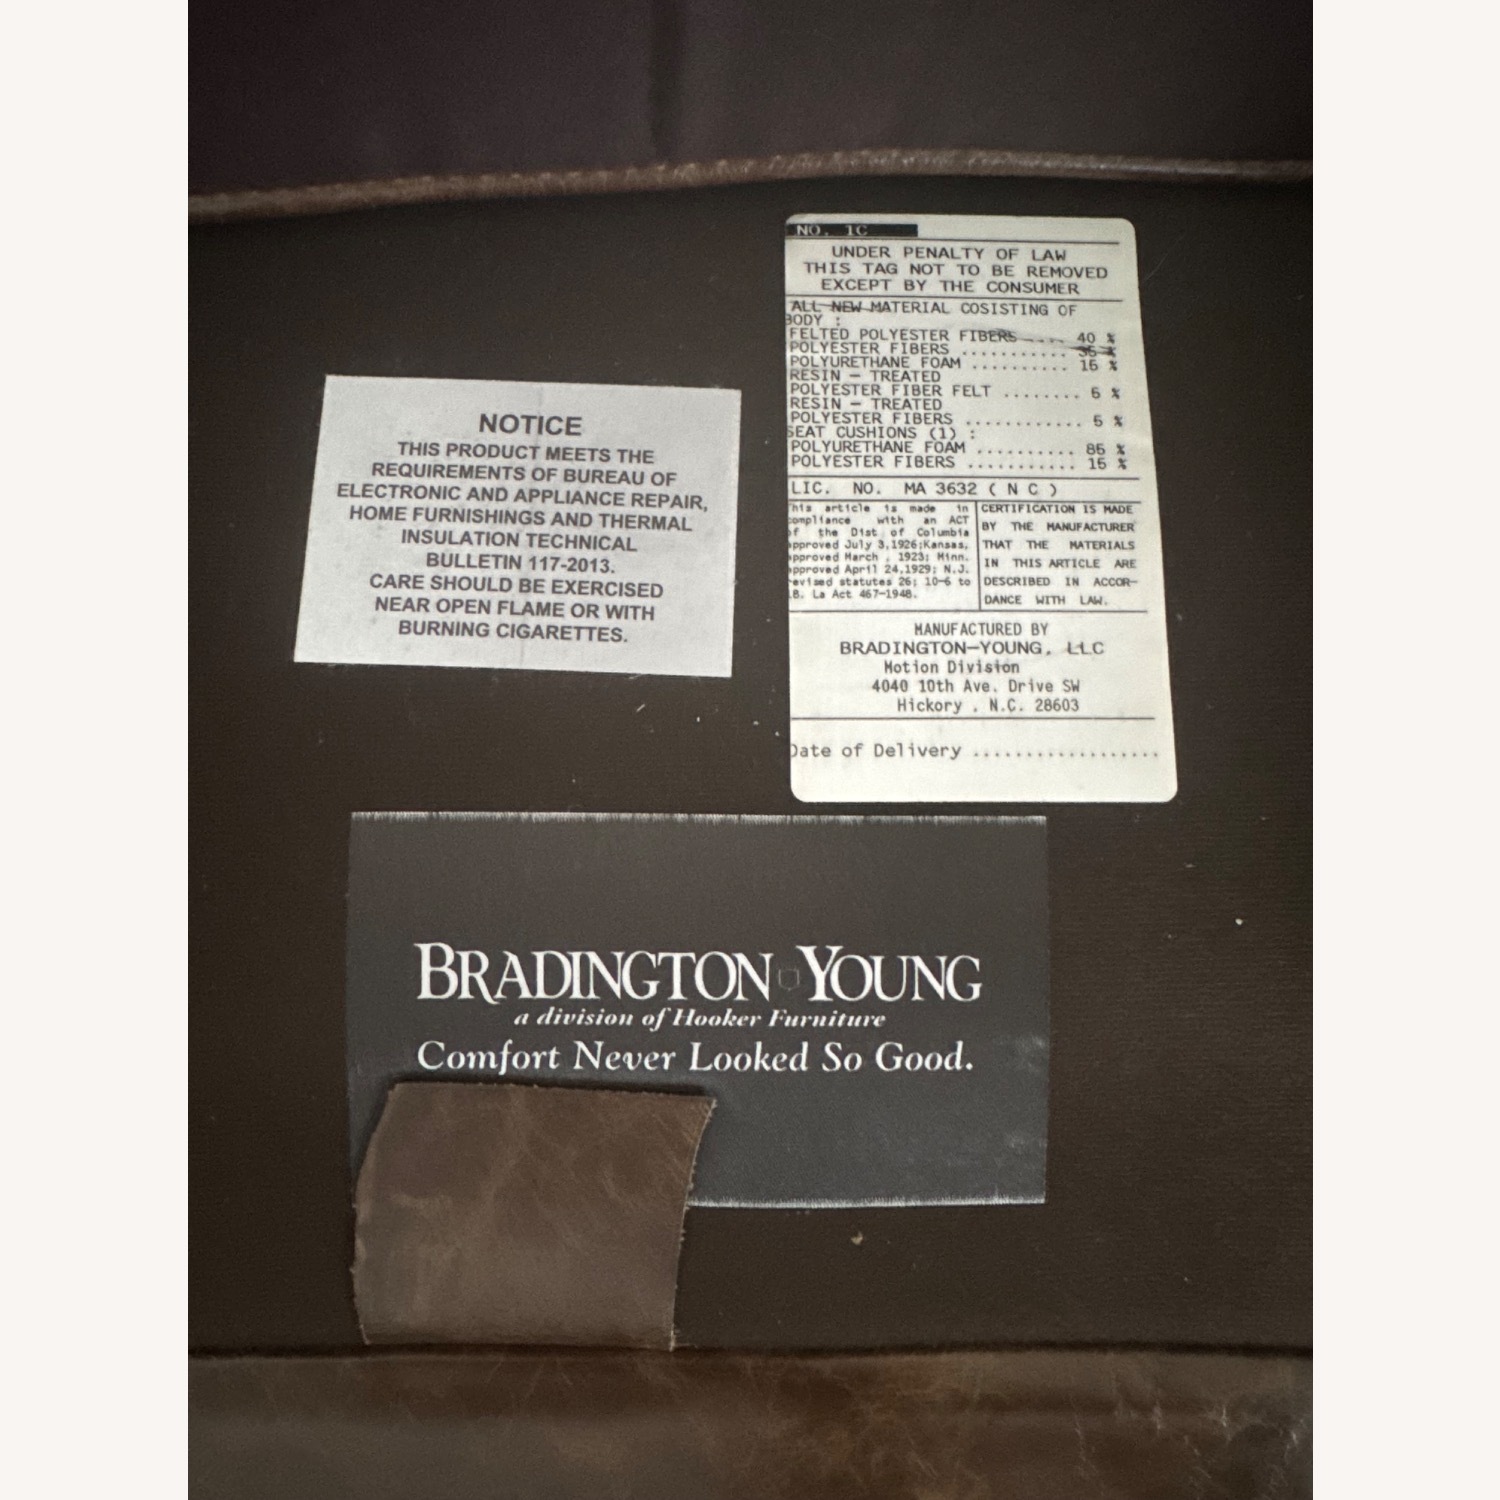 NO. 1C
UNDER PENALTY OF LAW
THIS TAG NOT TO BE REMOVED
EXCEPT BY THE CONSUMER
ALL NEW MATERIAL COSISTING OF
BODY :
FELTED POLYESTER FIBERS .... 40 %
POLYESTER FIBERS ........... 35 %
POLYURETHANE FOAM .......... 15 %
RESIN - TREATED
POLYESTER FIBER FELT ........ 5 %
RESIN - TREATED
POLYESTER FIBERS ............ 5 %
SEAT CUSHIONS (1) :
POLYURETHANE FOAM .......... 85 %
POLYESTER FIBERS ........... 15 %
LIC. NO. MA 3632 ( N C )
his article is made in
ompliance with an ACT
f the Dist of Columbia
pproved July 3,1926;Kansas,
pproved March , 1923; Minn.
pproved April 24,1929; N.J.
evised statutes 26; 10-6 to
8. La Act 467-1948.
CERTIFICATION IS MADE
BY THE MANUFACTURER
THAT THE MATERIALS
IN THIS ARTICLE ARE
DESCRIBED IN ACCOR-
DANCE WITH LAW.
MANUFACTURED BY
BRADINGTON-YOUNG, LLC
Motion Division
4040 10th Ave. Drive SW
Hickory , N.C. 28603
Date of Delivery ..................
NOTICE
THIS PRODUCT MEETS THE
REQUIREMENTS OF BUREAU OF
ELECTRONIC AND APPLIANCE REPAIR,
HOME FURNISHINGS AND THERMAL
INSULATION TECHNICAL
BULLETIN 117-2013.
CARE SHOULD BE EXERCISED
NEAR OPEN FLAME OR WITH
BURNING CIGARETTES.
BRADINGTON YOUNG
a division of Hooker Furniture
Comfort Never Looked So Good.